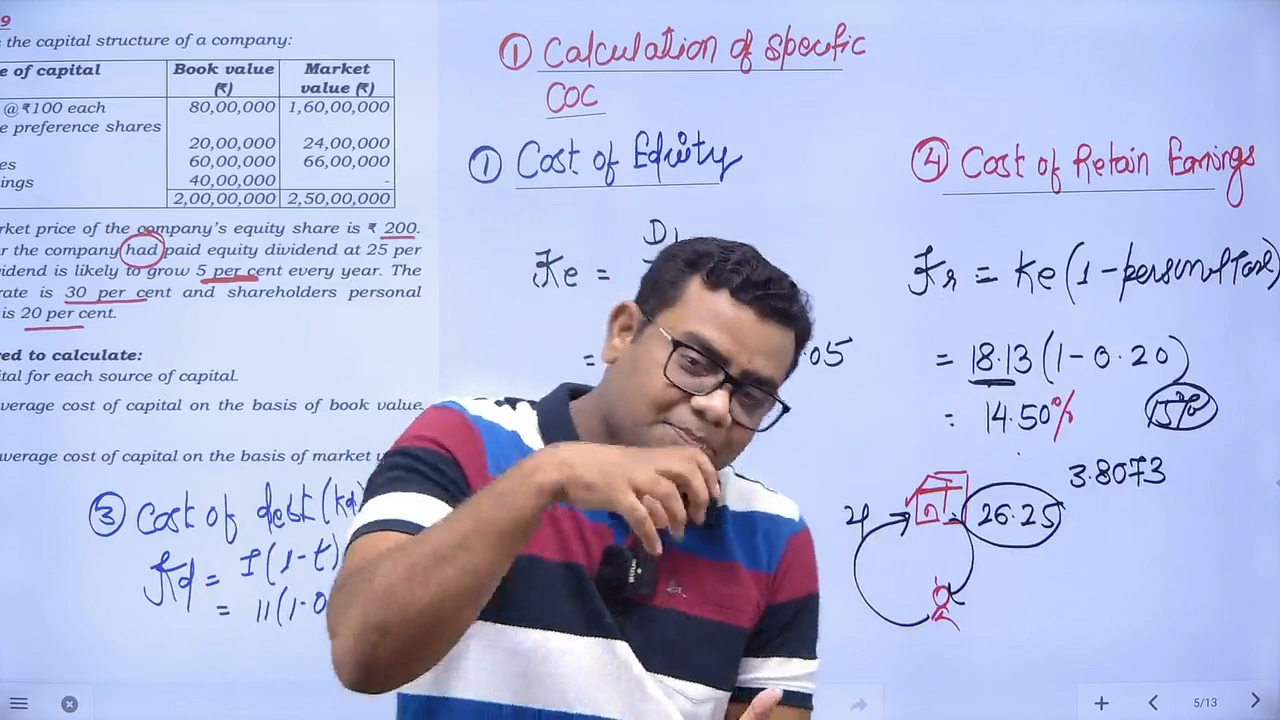 9
the capital structure of a company:
e of capital Book value (₹) Market value (₹)
@ ₹100 each 80,00,000 1,60,00,000
e preference shares
20,00,000 24,00,000
es 60,00,000 66,00,000
ings 40,00,000 -
2,00,00,000 2,50,00,000
rket price of the company's equity share is ₹ 200.
r the company had paid equity dividend at 25 per
vidend is likely to grow 5 per cent every year. The
rate is 30 per cent and shareholders personal
is 20 per cent.
ed to calculate:
ital for each source of capital.
verage cost of capital on the basis of book value
verage cost of capital on the basis of market
③ Cost of debt (Kd
Kd = I(1-t)
= 11(1-0
① Calculation of specific
COC
① Cost of Equity
D1
Ke =
= .05
④ Cost of Retain Earnings
Kr = Ke(1-personal Tax)
= 18.13(1-0.20)
= 14.50% 15%
3.8073
26.25
5/13